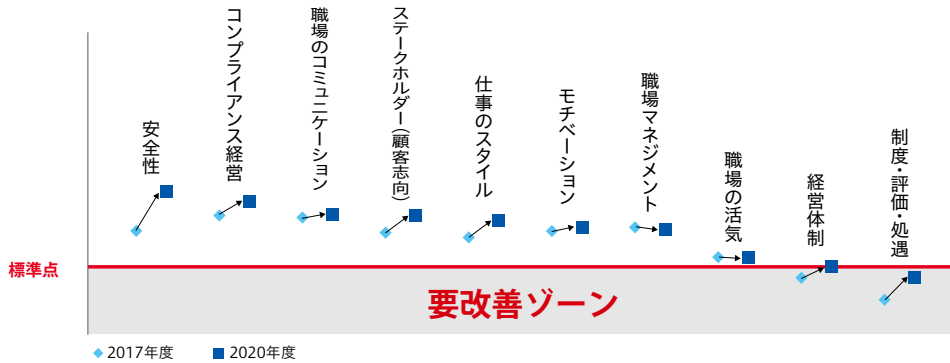 安全性
コンプライアンス経営
職場のコミュニケーション
ステークホルダー(顧客志向)
仕事のスタイル
モチベーション
職場マネジメント
職場の活気
経営体制
制度・評価・処遇
標準点
要改善ゾーン
2017年度
2020年度